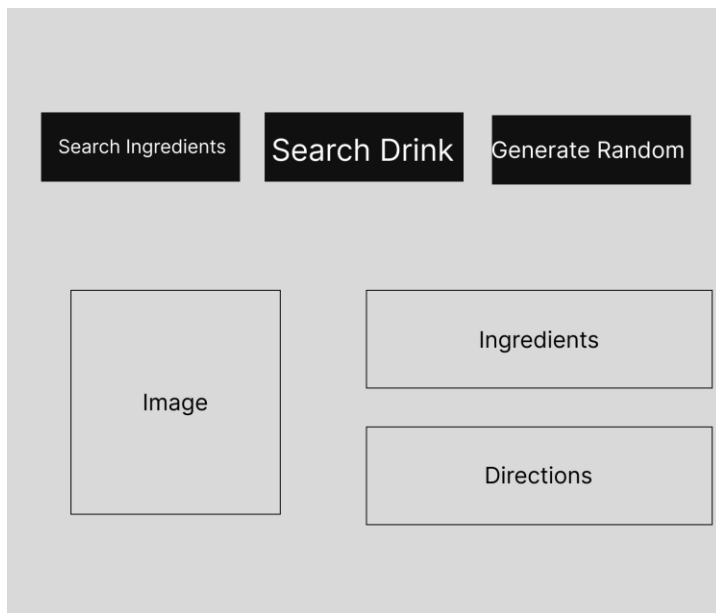 Search Ingredients
Search Drink
Generate Random
Image
Ingredients
Directions